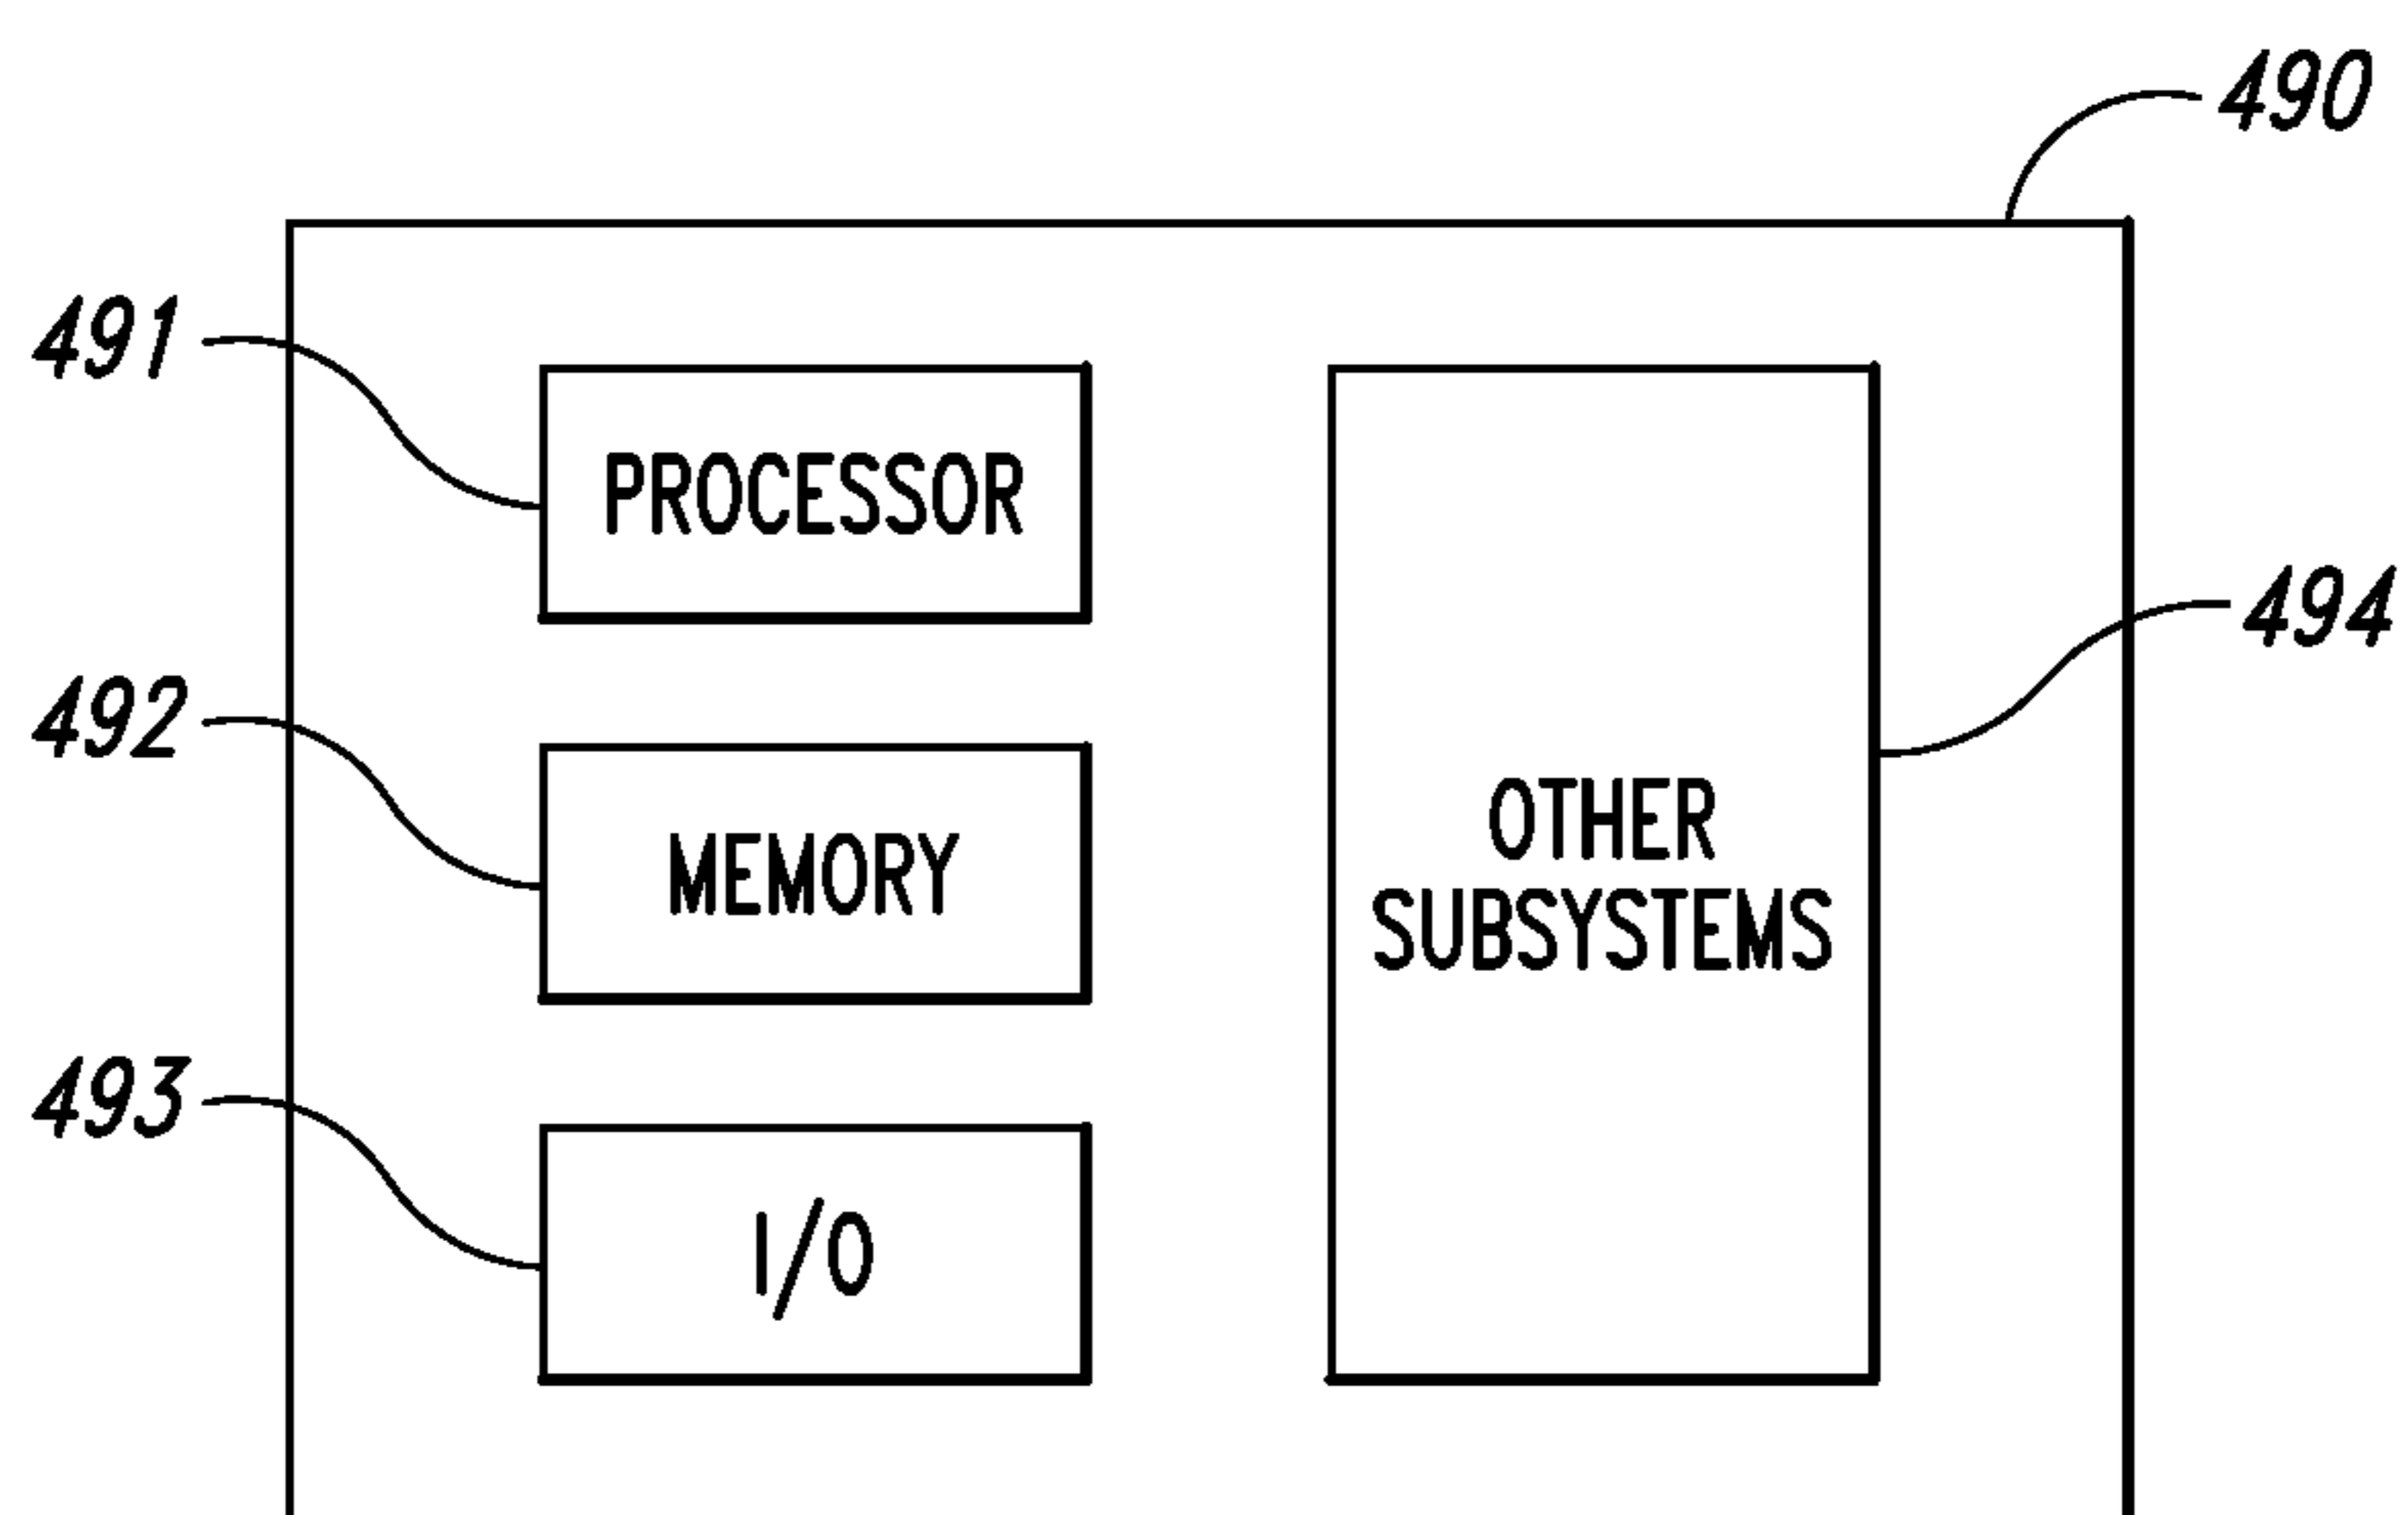 490
491
PROCESSOR
494
492
MEMORY
OTHER
SUBSYSTEMS
493
I/O